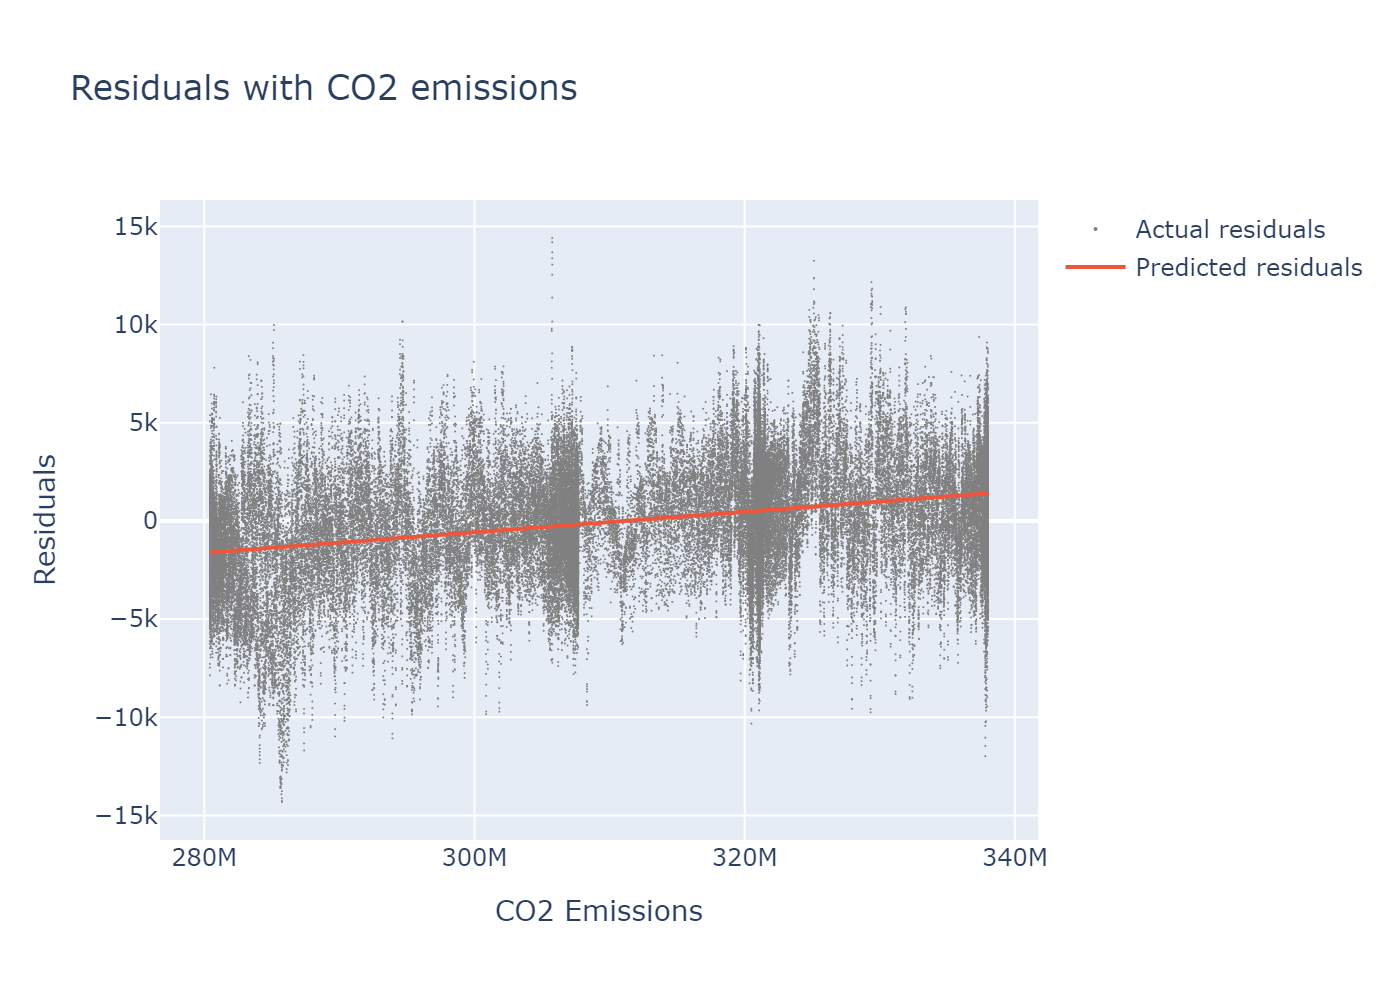 Residuals with CO2 emissions
15k
10k
5k
0
−5k
−10k
−15k
Residuals
280M 300M 320M 340M
CO2 Emissions
Actual residuals
Predicted residuals